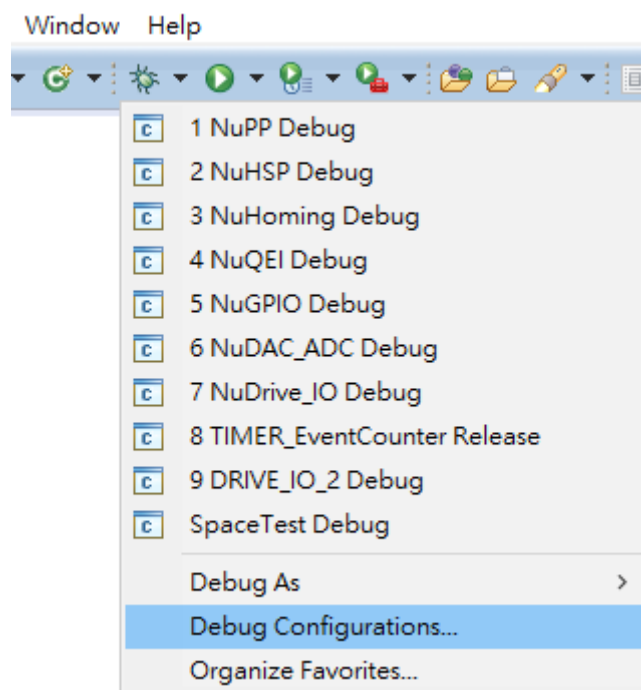 Window Help
1 NuPP Debug
2 NuHSP Debug
3 NuHoming Debug
4 NuQEI Debug
5 NuGPIO Debug
6 NuDAC_ADC Debug
7 NuDrive_IO Debug
8 TIMER_EventCounter Release
9 DRIVE_IO_2 Debug
SpaceTest Debug
Debug As
Debug Configurations...
Organize Favorites...